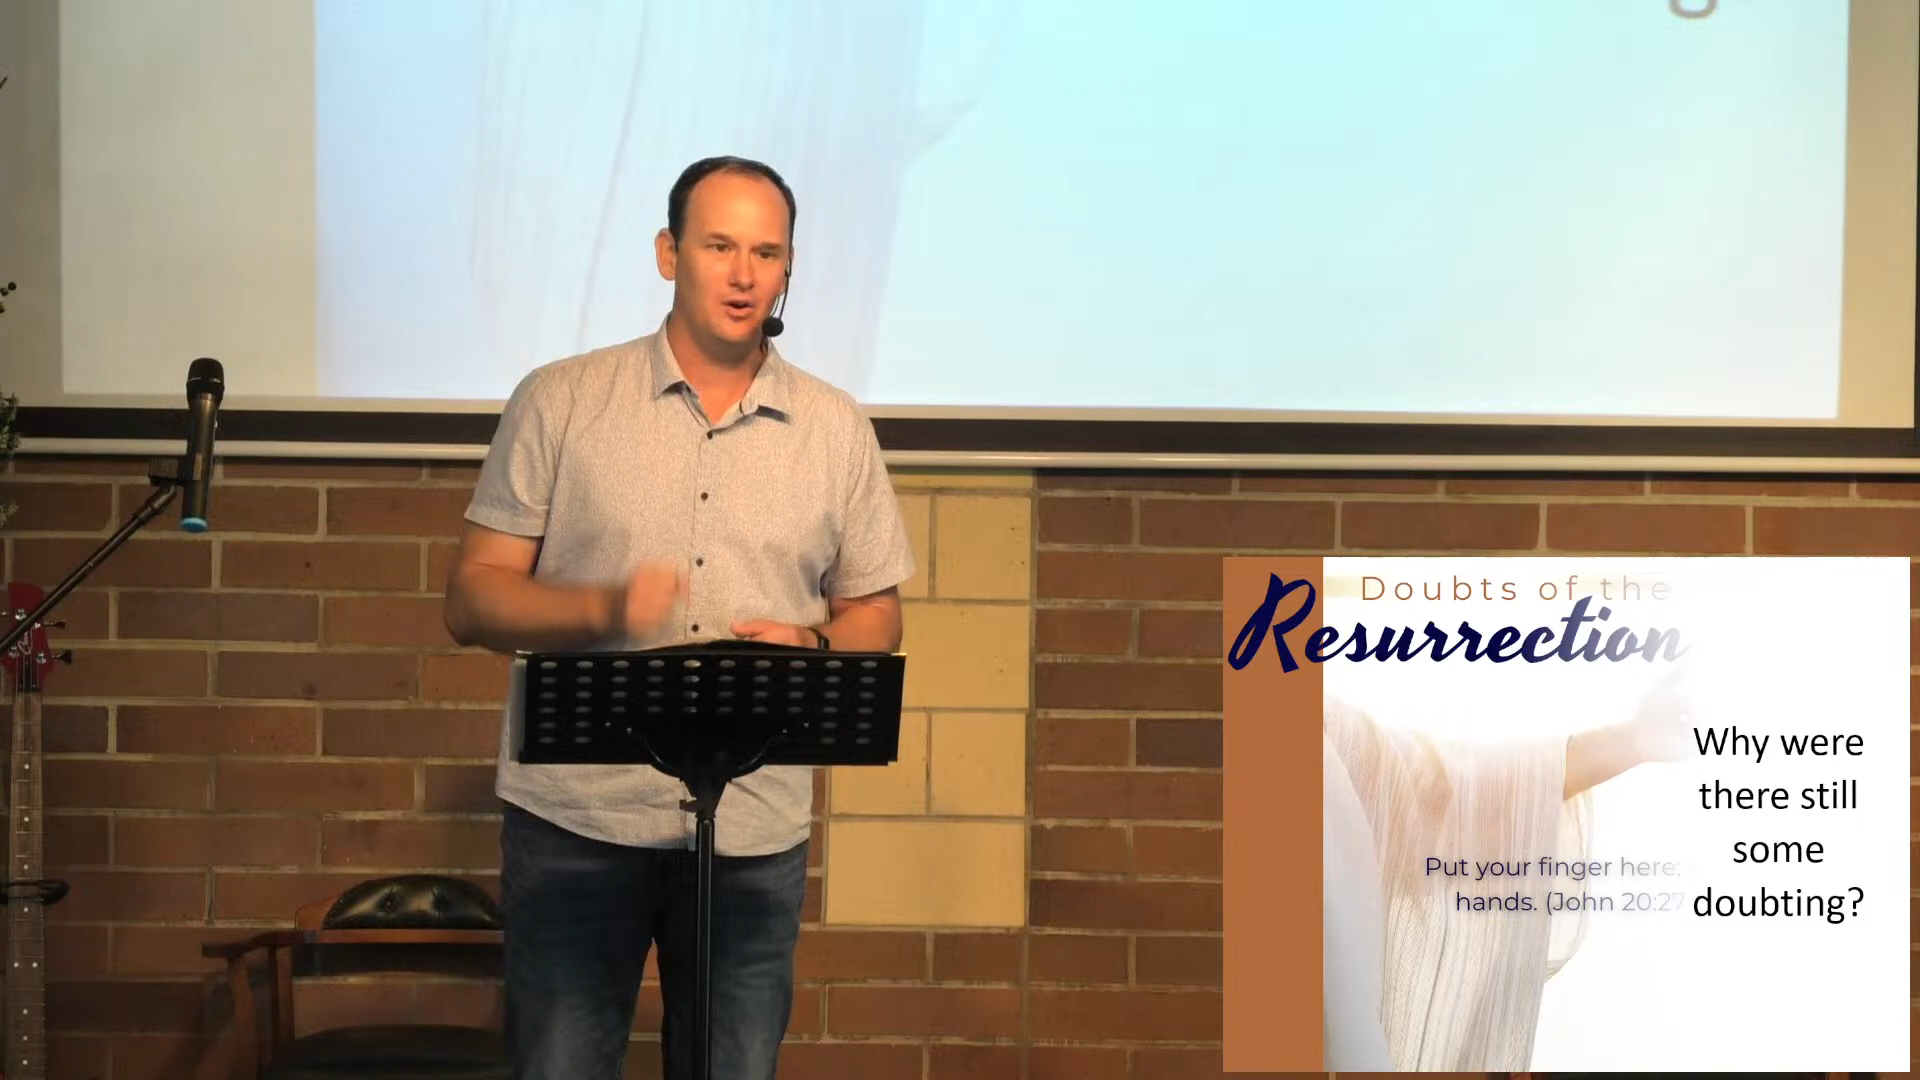 Doubts of the
Resurrection
Why were
there still
some
doubting?
Put your finger here;
hands. (John 20:27